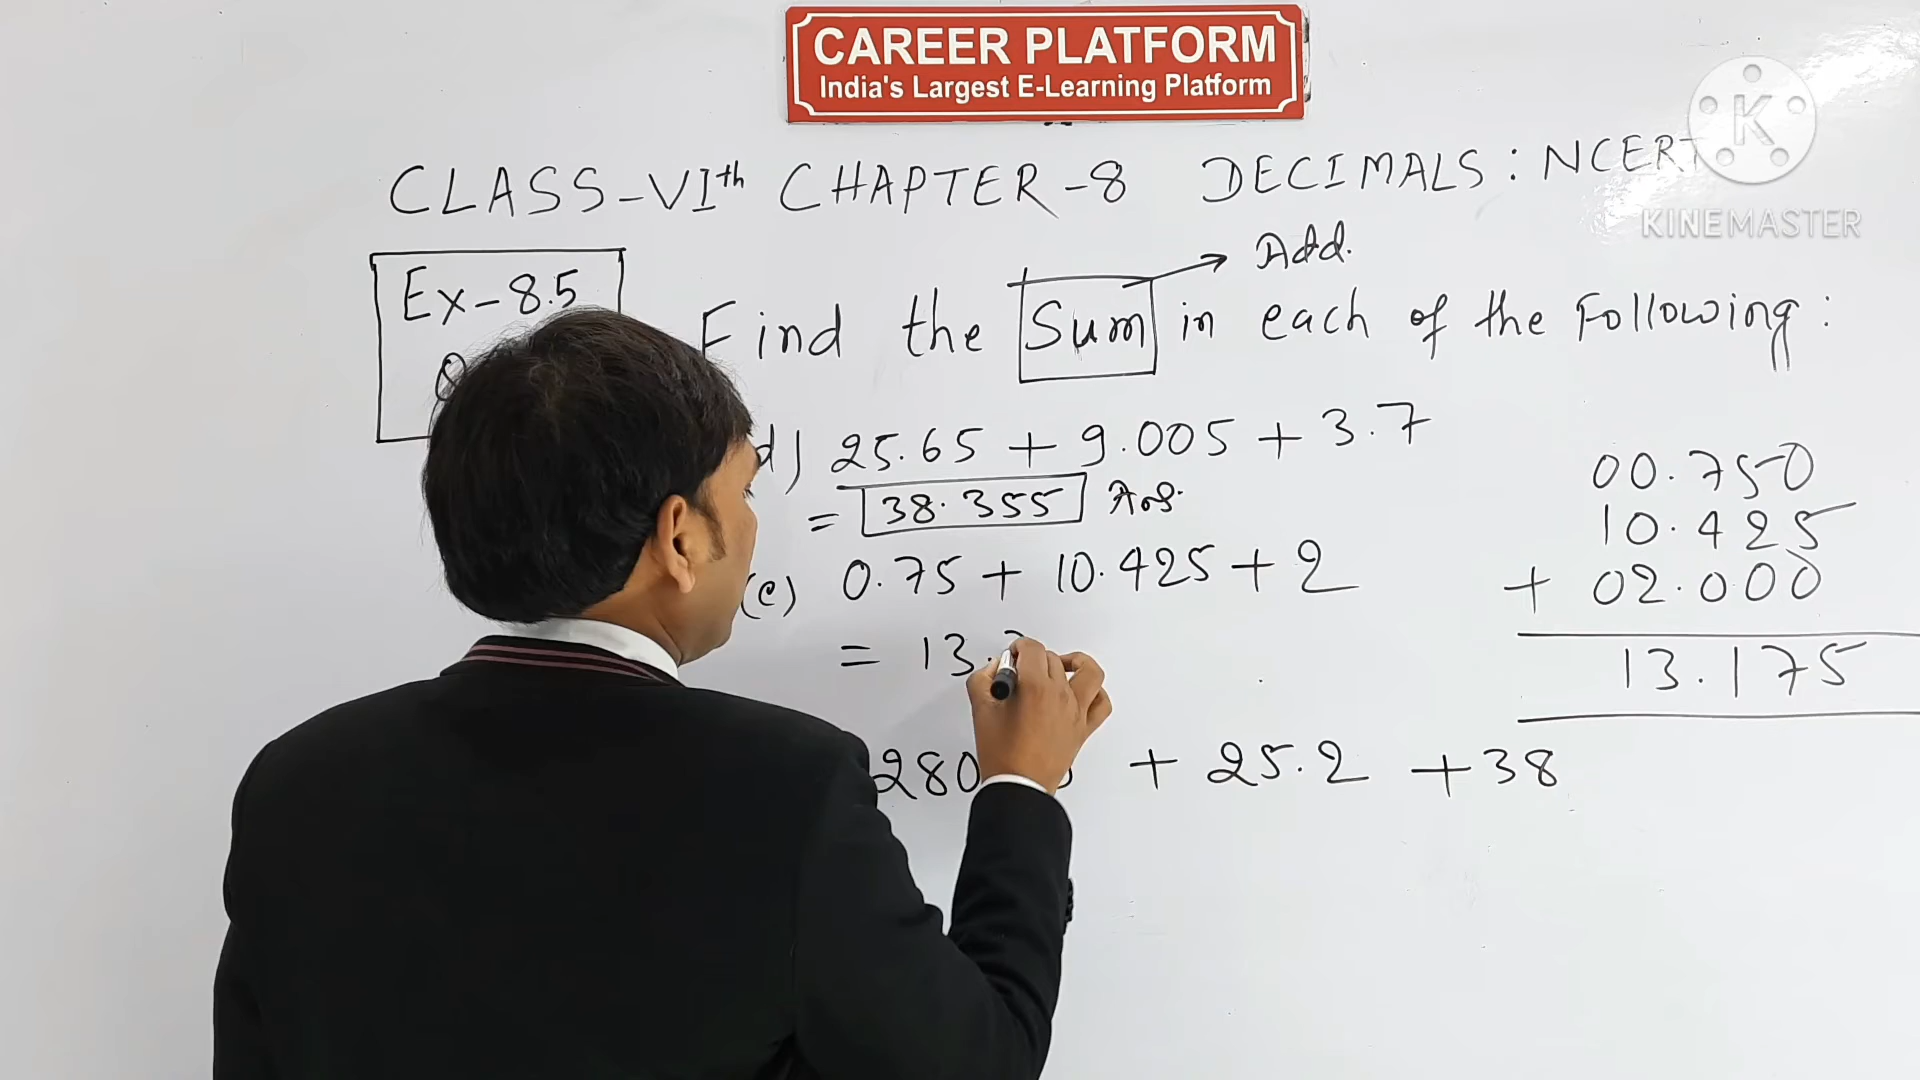 CAREER PLATFORM
India's Largest E-Learning Platform
K
KINEMASTER
CLASS-VIth CHAPTER-8 DECIMALS: NCERT
Ex-8.5
Add.
Find the Sum in each of the Following:
d) 25.65 + 9.005 + 3.7
= 38.355 Ans.
(e) 0.75 + 10.425 + 2
= 13.
280 + 25.2 + 38
00.750
10.425
+ 02.000
13.175